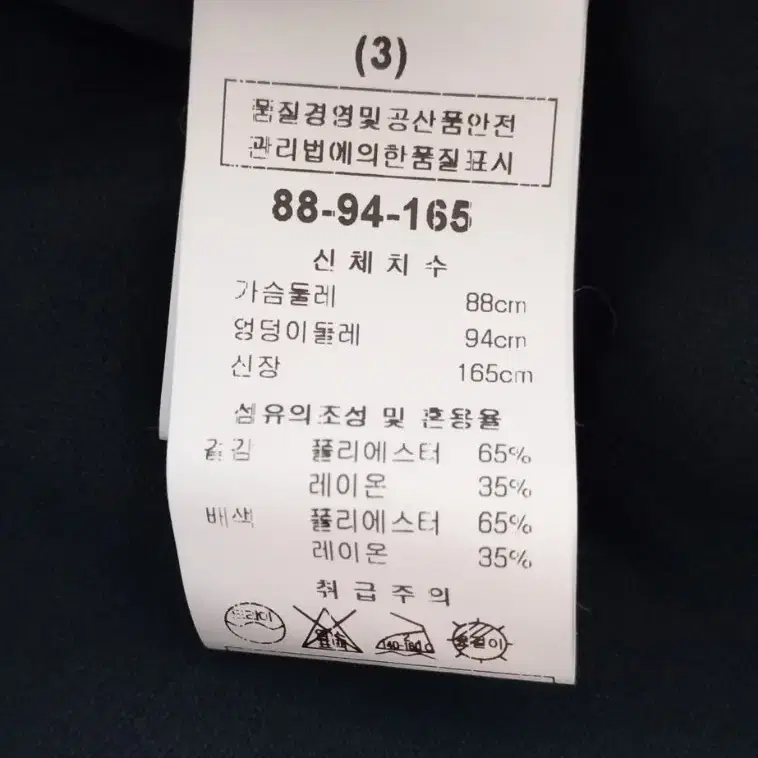 (3)
품질경영및공산품안전
관리법에의한품질표시
88-94-165
신체치수
가슴둘레 88cm
엉덩이둘레 94cm
신장 165cm
섬유의조성 및 혼용율
겉감 폴리에스터 65%
레이온 35%
배색 폴리에스터 65%
레이온 35%
취급주의
드라이